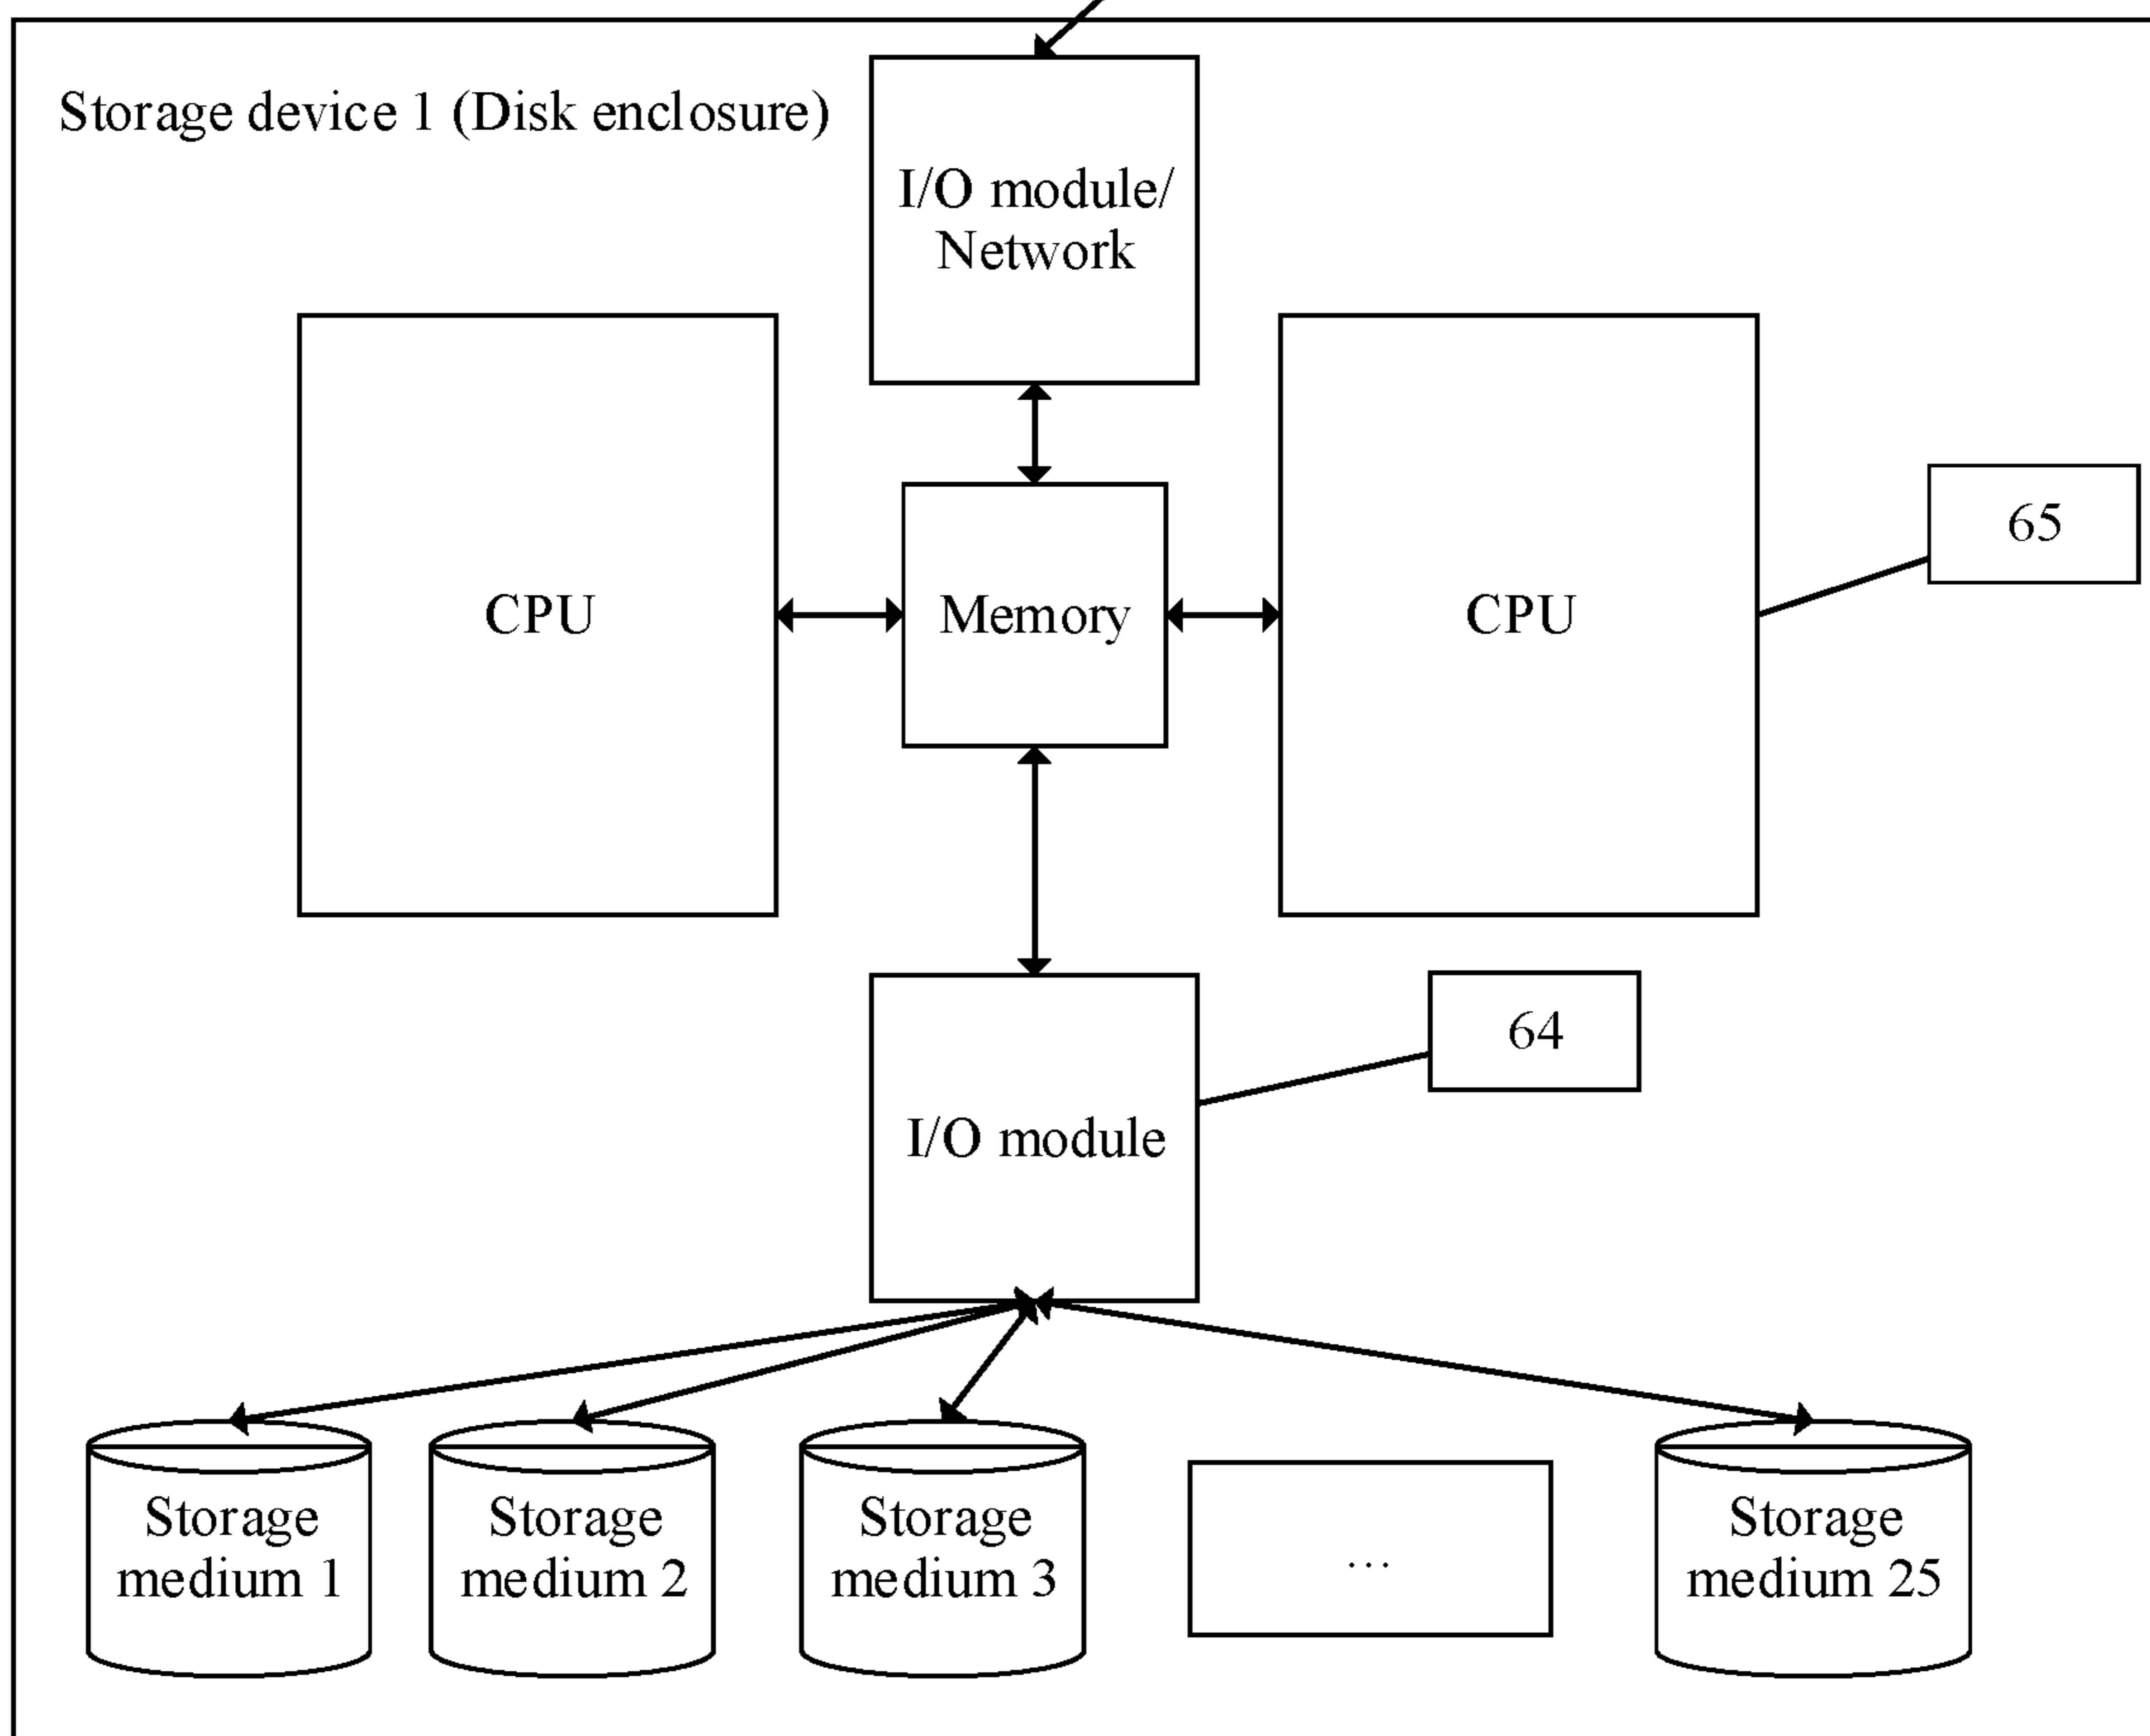 Storage device 1 (Disk enclosure)
I/O module/
Network
CPU
Memory
CPU
65
64
I/O module
Storage
medium 1
Storage
medium 2
Storage
medium 3
...
Storage
medium 25